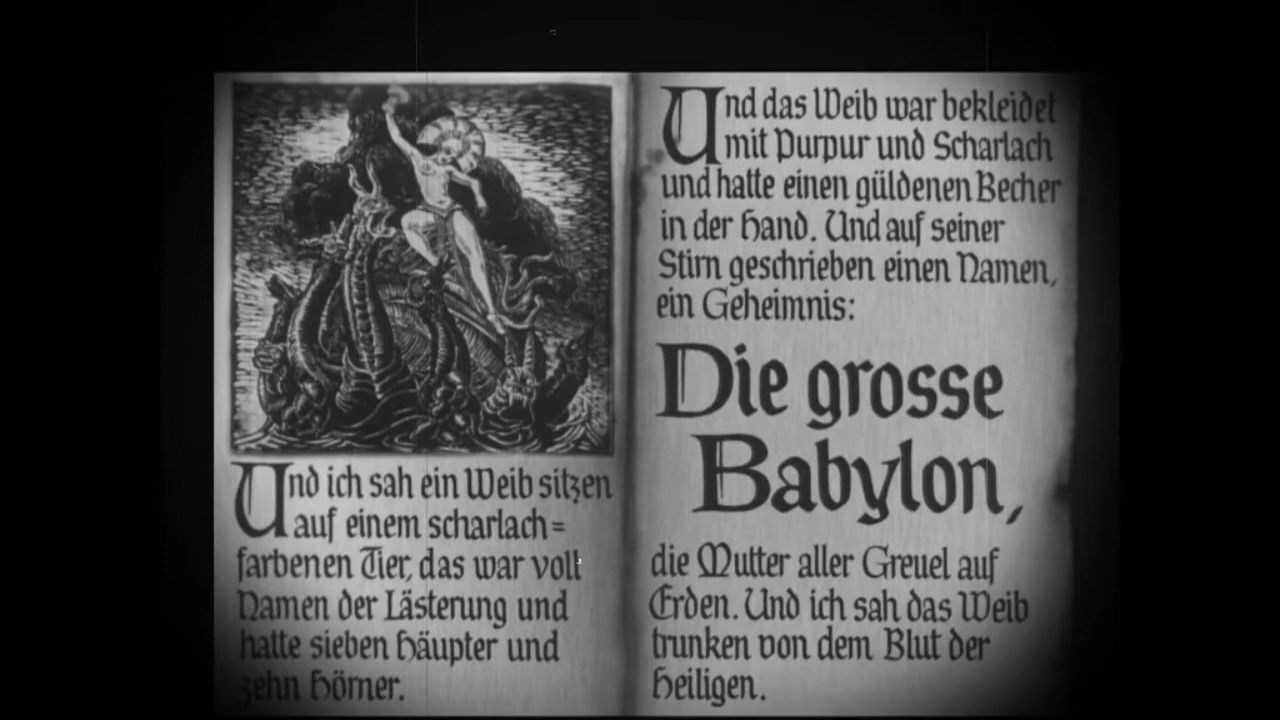 Und ich sah ein Weib sitzen
auf einem scharlach=
farbenen Tier, das war voll
Namen der Lästerung und
hatte sieben Häupter und
zehn Hörner.
Und das Weib war bekleidet
mit Purpur und Scharlach
und hatte einen güldenen Becher
in der Hand. Und auf seiner
Stirn geschrieben einen Namen,
ein Geheimnis:
Die grosse
Babylon,
die Mutter aller Greuel auf
Erden. Und ich sah das Weib
trunken von dem Blut der
Heiligen.